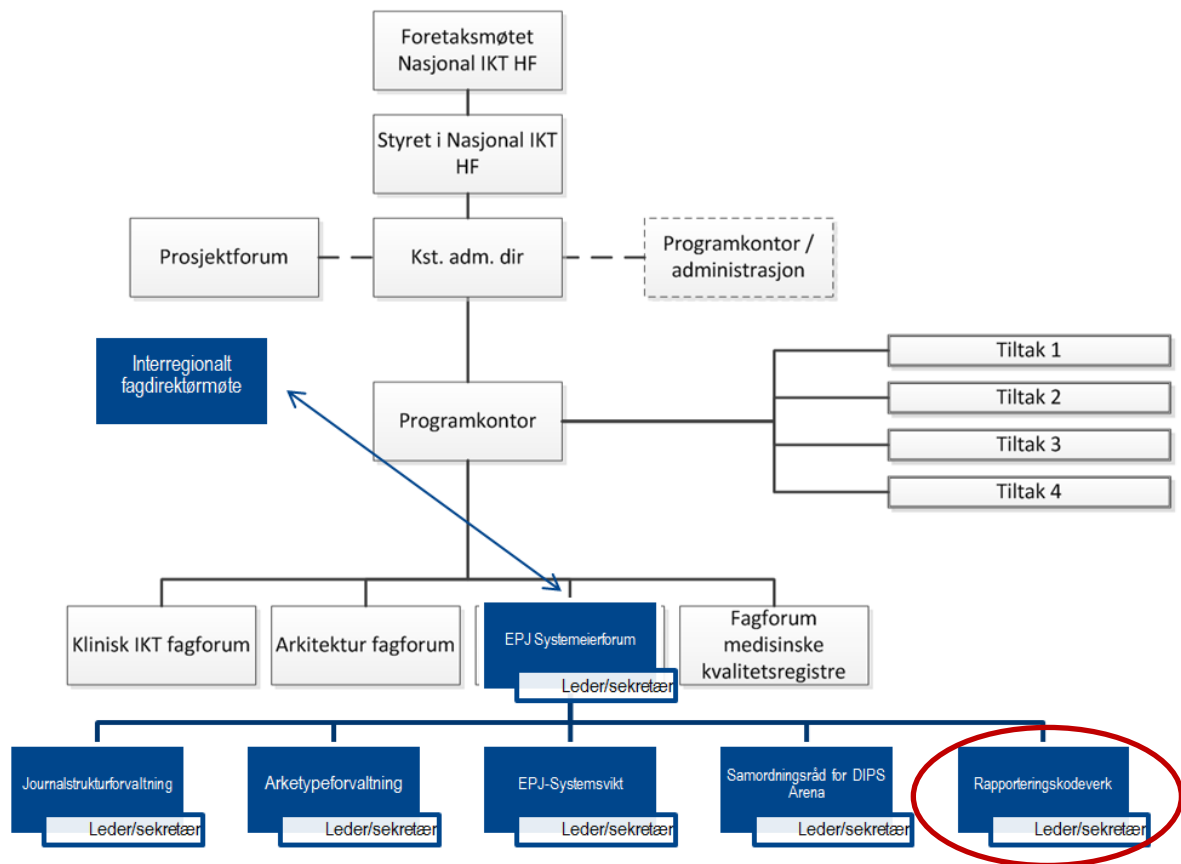 Foretaksmøtet
Nasjonal IKT HF
Styret i Nasjonal IKT
HF
Prosjektforum
Kst. adm. dir
Programkontor /
administrasjon
Interregionalt
fagdirektørmøte
Programkontor
Tiltak 1
Tiltak 2
Tiltak 3
Tiltak 4
Klinisk IKT fagforum
Arkitektur fagforum
EPJ Systemeierforum
Leder/sekretær
Fagforum
medisinske
kvalitetsregistre
Journalstrukturforvaltning
Leder/sekretær
Arketypeforvaltning
Leder/sekretær
EPJ-Systemsvikt
Leder/sekretær
Samordningsråd for DIPS
Arena
Leder/sekretær
Rapporteringskodeverk
Leder/sekretær